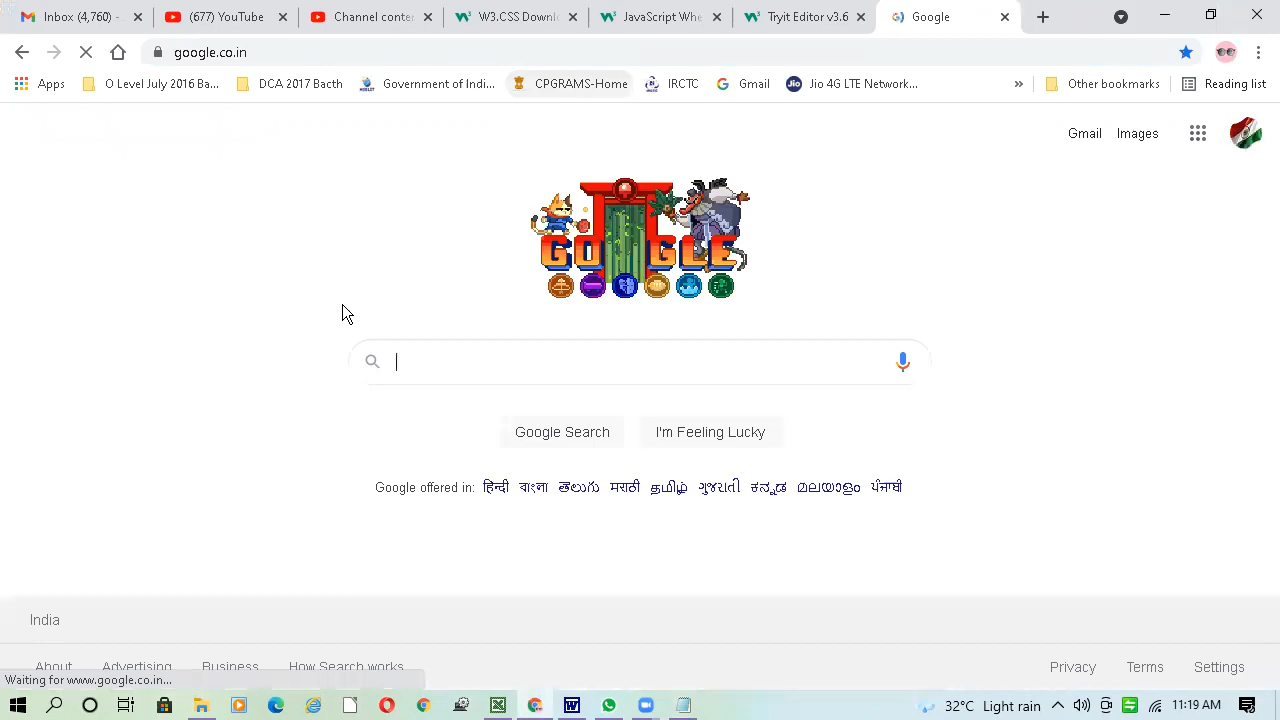 Inbox (4,760) -
(677) YouTube
Channel conten
W3.CSS Downl
JavaScript Whe
Tryit Editor v3.6
Google
google.co.in
Apps
O Level July 2016 Ba...
DCA 2017 Bacth
Government of Indi...
CPGRAMS-Home
IRCTC
Gmail
Jio
Jio 4G LTE Network...
»
Other bookmarks
Reading list
Gmail
Images
GOOGLE
Google Search
I'm Feeling Lucky
Google offered in: हिन्दी বাংলা తెలుగు मराठी தமிழ் ગુજરાતી ಕನ್ನಡ മലയാളം ਪੰਜਾਬੀ
India
About
Advertising
Business
How Search works
Privacy
Terms
Settings
Waiting for www.google.co.in...
32°C Light rain
11:19 AM